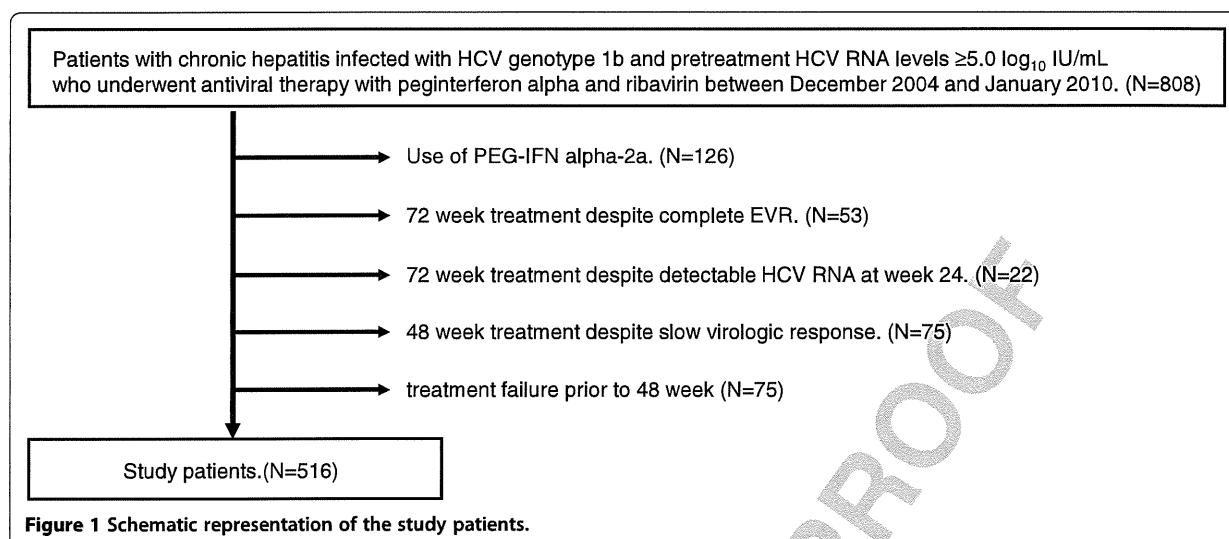 Patients with chronic hepatitis infected with HCV genotype 1b and pretreatment HCV RNA levels ≥5.0 log₁₀ IU/mL
who underwent antiviral therapy with peginterferon alpha and ribavirin between December 2004 and January 2010. (N=808)
Use of PEG-IFN alpha-2a. (N=126)
72 week treatment despite complete EVR. (N=53)
72 week treatment despite detectable HCV RNA at week 24. (N=22)
48 week treatment despite slow virologic response. (N=75)
treatment failure prior to 48 week (N=75)
Study patients.(N=516)
Figure 1 Schematic representation of the study patients.
PROOF